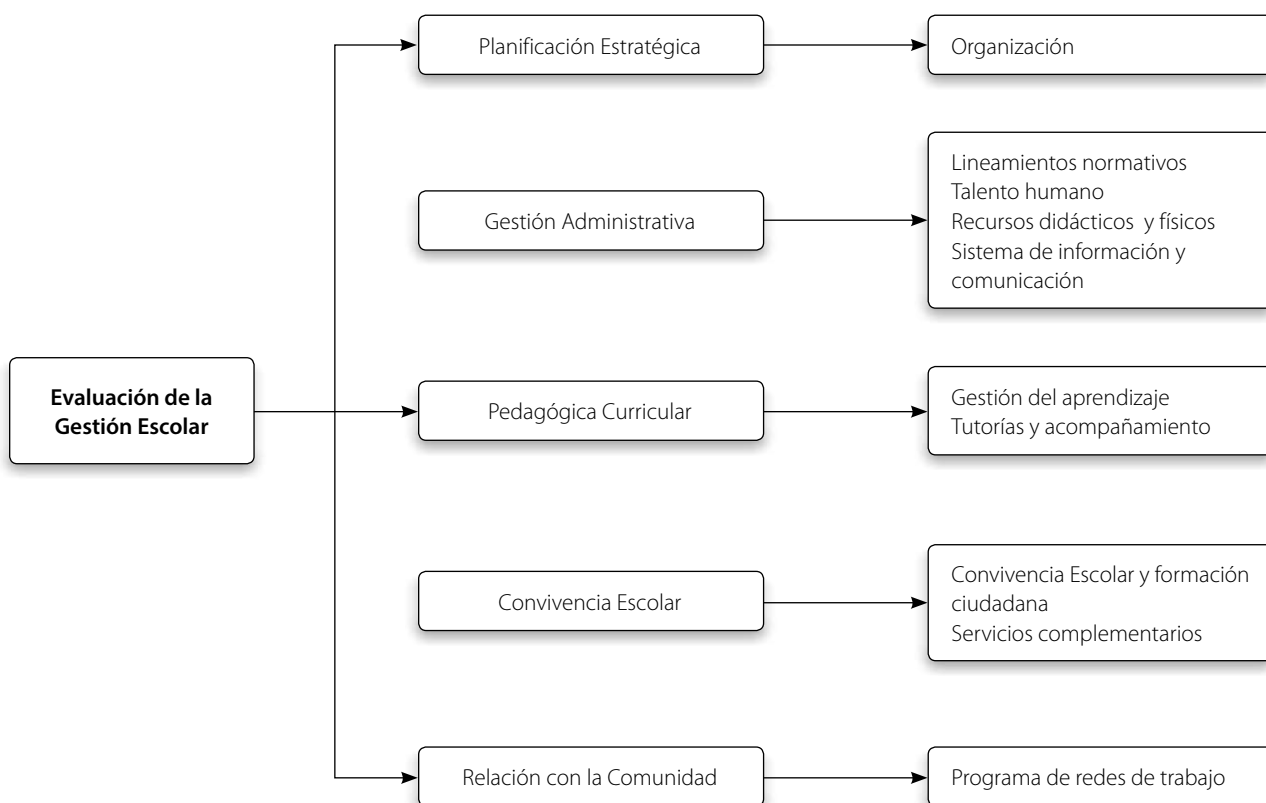 Planificación Estratégica
Organización
Gestión Administrativa
Lineamientos normativos
Talento humano
Recursos didácticos y físicos
Sistema de información y
comunicación
Evaluación de la
Gestión Escolar
Pedagógica Curricular
Gestión del aprendizaje
Tutorías y acompañamiento
Convivencia Escolar
Convivencia Escolar y formación
ciudadana
Servicios complementarios
Relación con la Comunidad
Programa de redes de trabajo